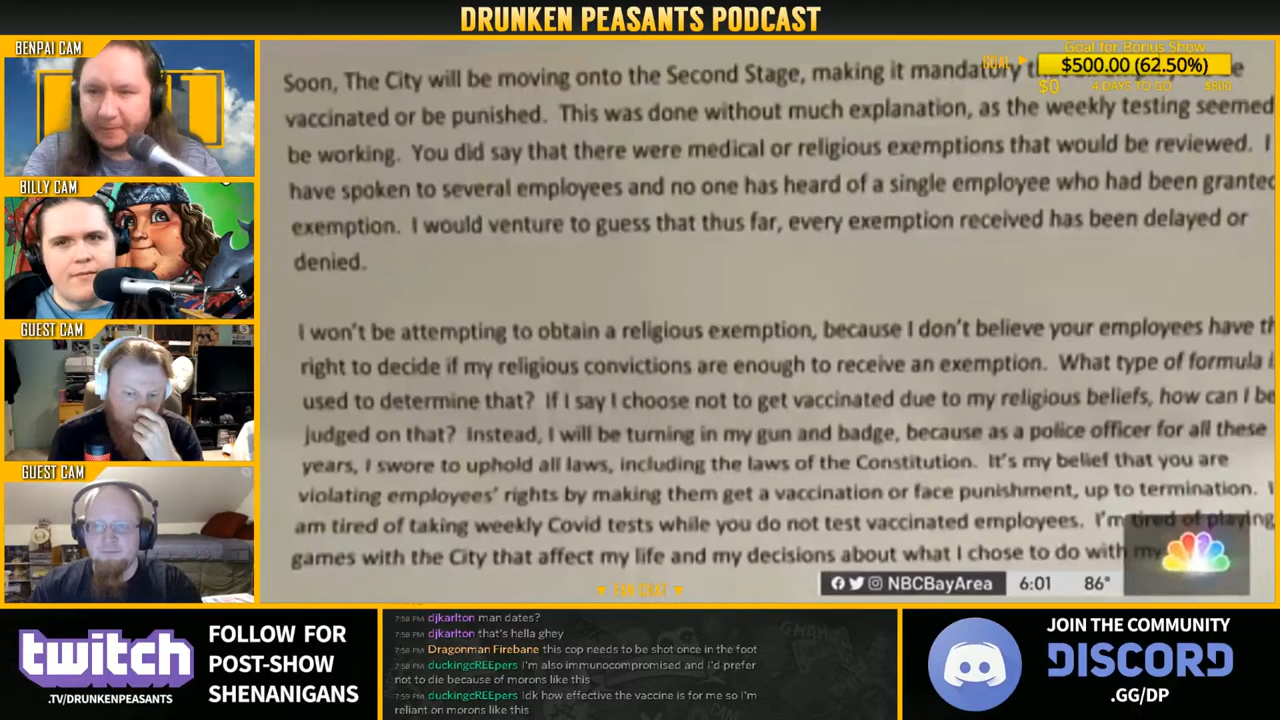 DRUNKEN PEASANTS PODCAST
BENPAI CAM
BILLY CAM
GUEST CAM
GUEST CAM
Goal for Bonus Show
GOAL
$500.00 (62.50%)
$0
4 DAYS TO GO
$800
Soon, The City will be moving onto the Second Stage, making it mandatory
vaccinated or be punished. This was done without much explanation, as the weekly testing seemed
be working. You did say that there were medical or religious exemptions that would be reviewed. I
have spoken to several employees and no one has heard of a single employee who had been granted
exemption. I would venture to guess that thus far, every exemption received has been delayed or
denied.
I won't be attempting to obtain a religious exemption, because I don't believe your employees have th
right to decide if my religious convictions are enough to receive an exemption. What type of formula i
used to determine that? If I say I choose not to get vaccinated due to my religious beliefs, how can I be
judged on that? Instead, I will be turning in my gun and badge, because as a police officer for all these
years, I swore to uphold all laws, including the laws of the Constitution. It's my belief that you are
violating employees' rights by making them get a vaccination or face punishment, up to termination. I
am tired of taking weekly Covid tests while you do not test vaccinated employees. I'm tired of playing
games with the City that affect my life and my decisions about what I chose to do with my
NBCBayArea 6:01 86°
FAN CHAT
7:58 PM djkarlton man dates?
7:58 PM djkarlton that's hella ghey
7:58 PM Dragonman Firebane this cop needs to be shot once in the foot
7:58 PM duckingcREEpers I'm also immunocompromised and I'd prefer
not to die because of morons like this
7:59 PM duckingcREEpers Idk how effective the vaccine is for me so I'm
reliant on morons like this
twitch
.TV/DRUNKENPEASANTS
FOLLOW FOR
POST-SHOW
SHENANIGANS
JOIN THE COMMUNITY
DISCORD
.GG/DP